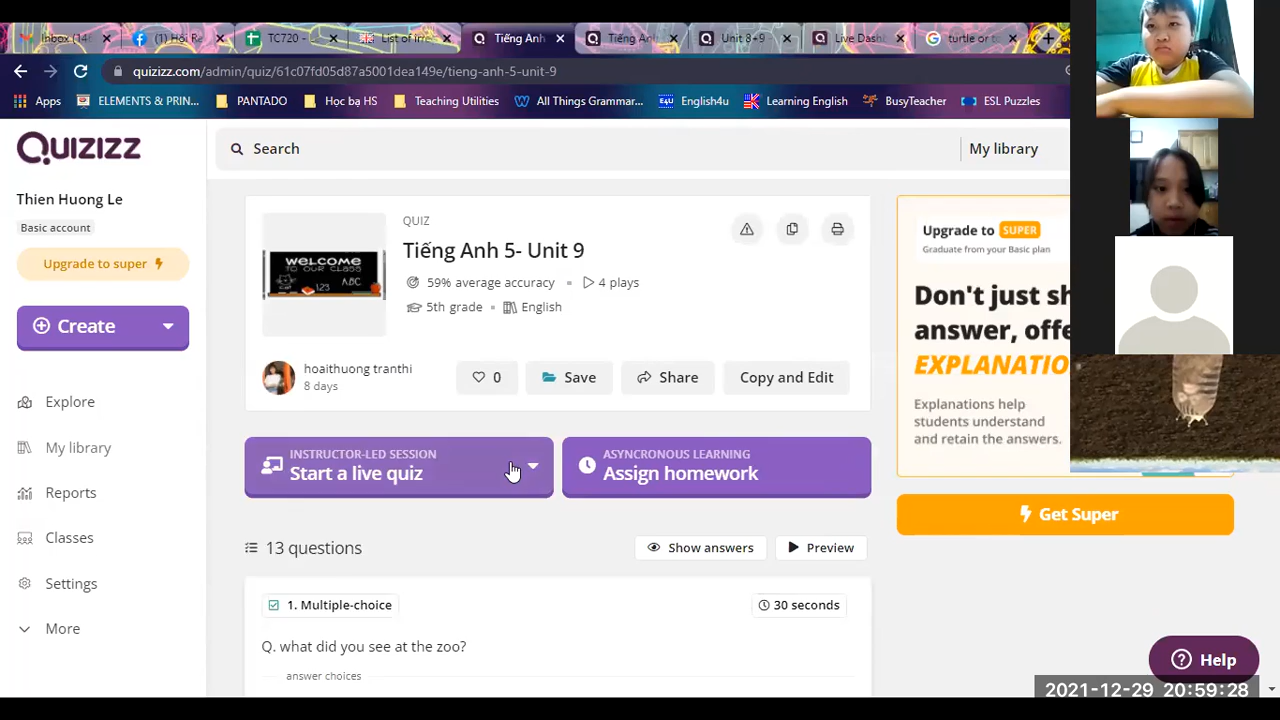 Inbox (14
(1) Hội Re
TC720 -
List of irre
Tiếng Anh
Tiếng Anh
Unit 8+9
Live Dash
turtle or to
quizizz.com/admin/quiz/61c07fd05d87a5001dea149e/tieng-anh-5-unit-9
Apps
ELEMENTS & PRIN...
PANTADO
Học bạ HS
Teaching Utilities
All Things Grammar...
English4u
Learning English
BusyTeacher
ESL Puzzles
QUIZIZZ
Search
My library
Thien Huong Le
Basic account
Upgrade to super
Create
Explore
My library
Reports
Classes
Settings
More
WELCOME
TO OUR CLASS
123
ABC
QUIZ
Tiếng Anh 5- Unit 9
59% average accuracy
4 plays
5th grade
English
hoaithuong tranthi
8 days
0
Save
Share
Copy and Edit
INSTRUCTOR-LED SESSION
Start a live quiz
ASYNCRONOUS LEARNING
Assign homework
13 questions
Show answers
Preview
1. Multiple-choice
30 seconds
Q. what did you see at the zoo?
answer choices
Upgrade to SUPER
Graduate from your Basic plan
Don't just sh
answer, offe
EXPLANATIO
Explanations help
students understand
and retain the answers.
Get Super
Help
2021-12-29 20:59:28